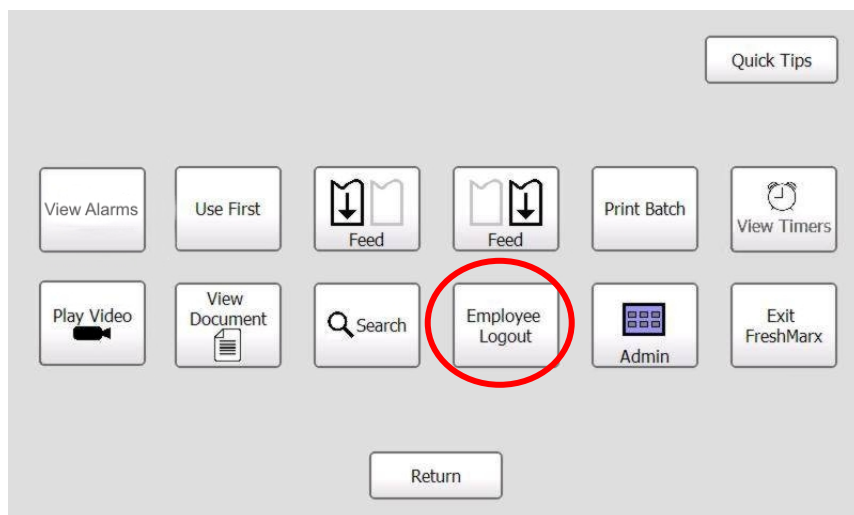 Quick Tips
View Alarms
Use First
Feed
Feed
Print Batch
View Timers
Play Video
View
Document
Search
Employee
Logout
Admin
Exit
FreshMarx
Return